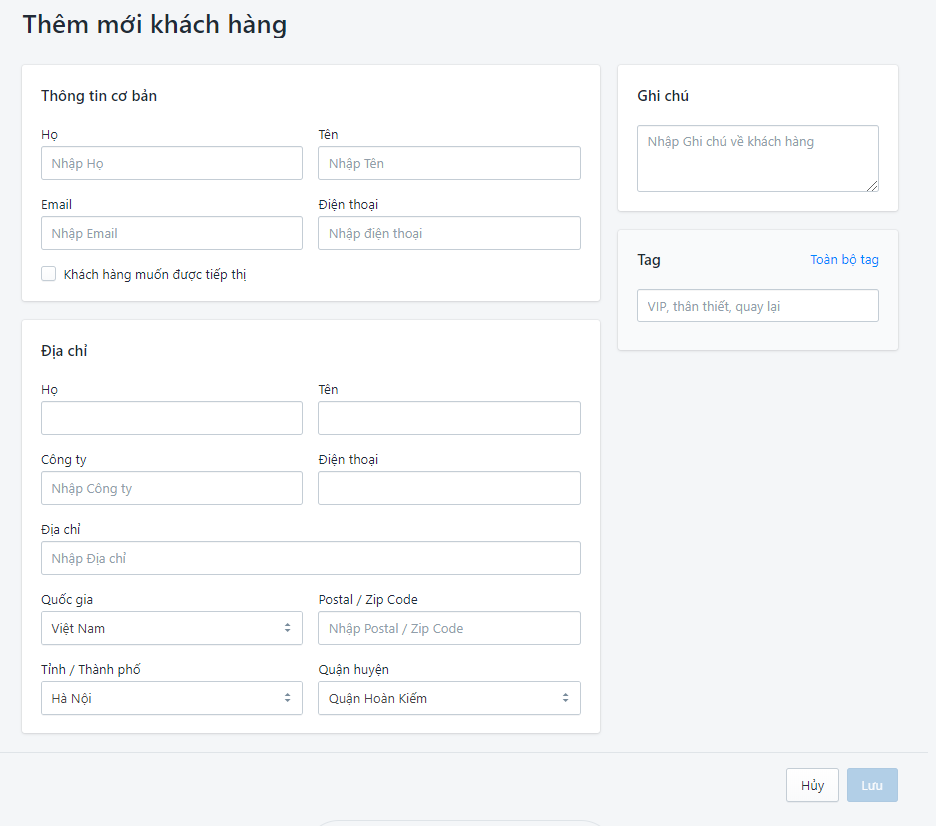 Thêm mới khách hàng
Thông tin cơ bản
Họ
Tên
Nhập Họ
Nhập Tên
Email
Điện thoại
Nhập Email
Nhập điện thoại
Khách hàng muốn được tiếp thị
Địa chỉ
Họ
Tên
Công ty
Điện thoại
Nhập Công ty
Địa chỉ
Nhập Địa chỉ
Quốc gia
Postal / Zip Code
Việt Nam
Nhập Postal / Zip Code
Tỉnh / Thành phố
Quận huyện
Hà Nội
Quận Hoàn Kiếm
Ghi chú
Nhập Ghi chú về khách hàng
Tag
Toàn bộ tag
VIP, thân thiết, quay lại
Hủy
Lưu